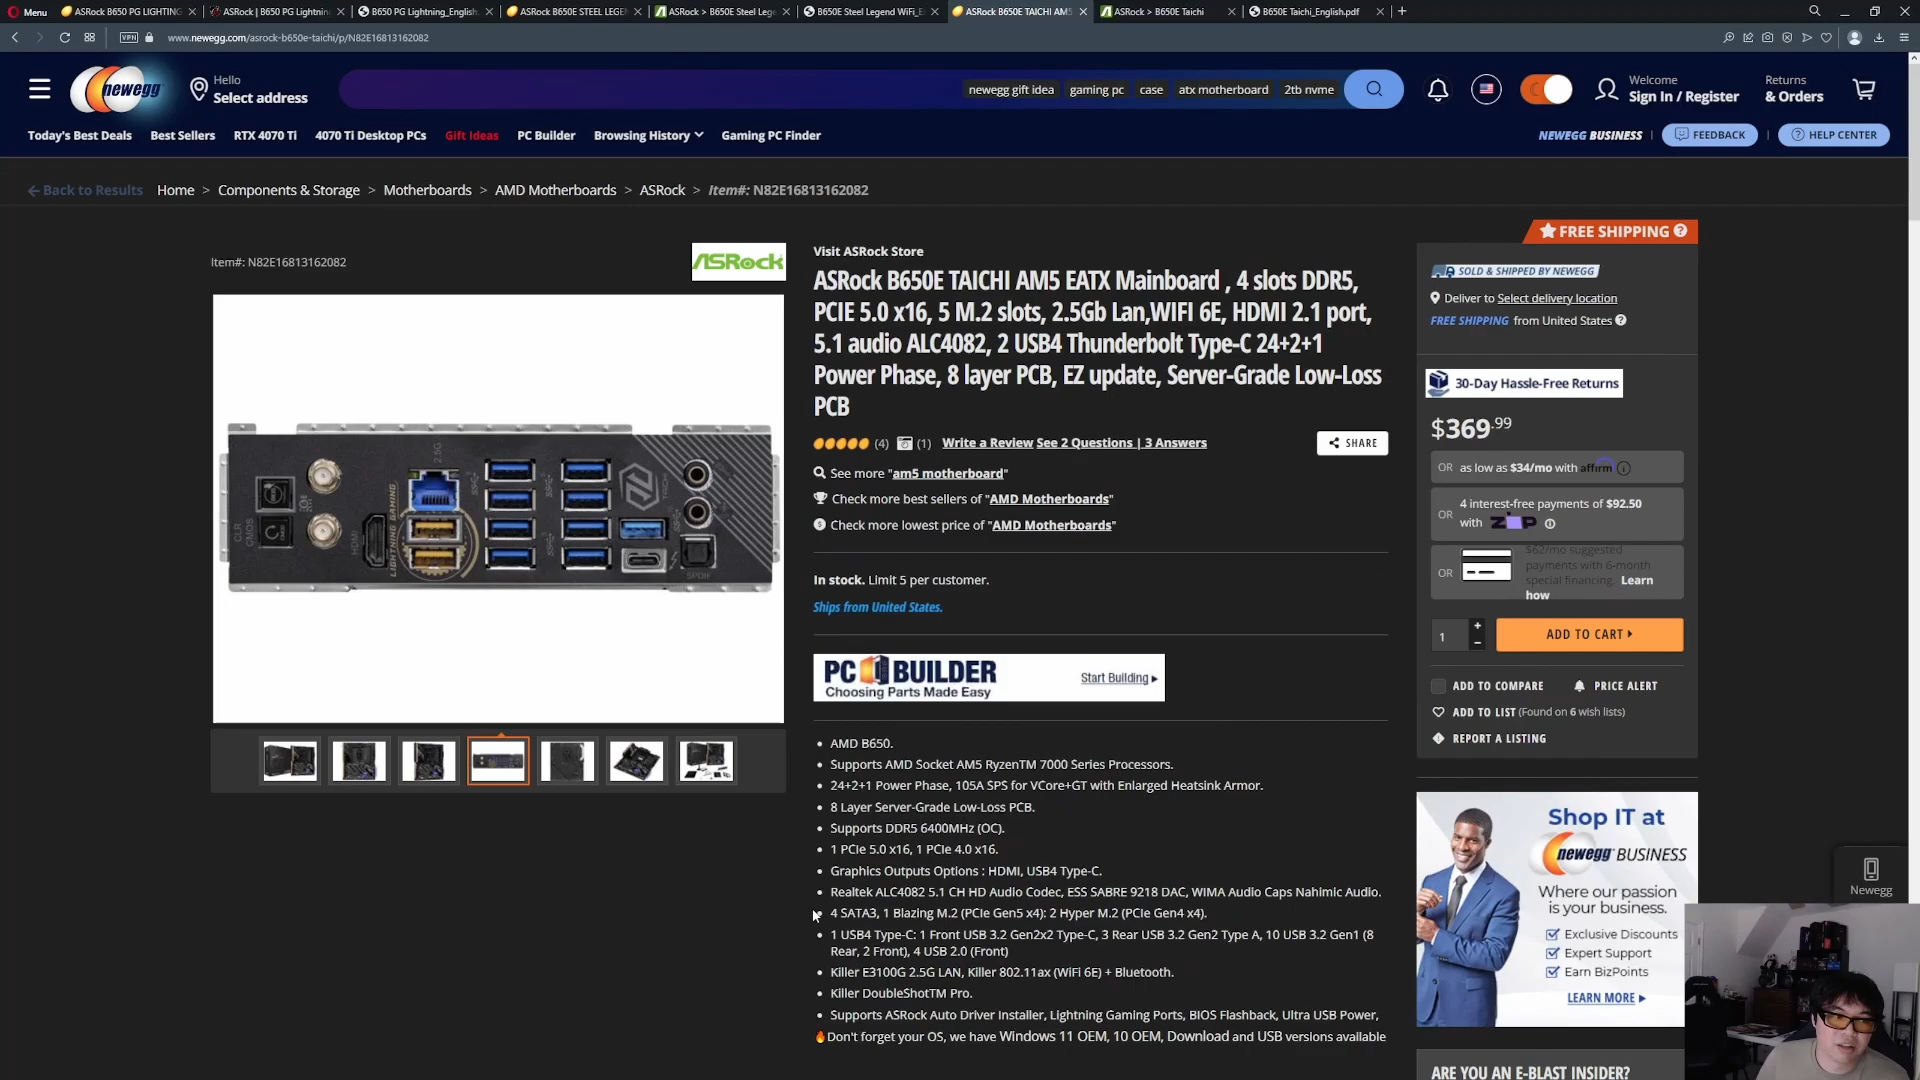 Menu
ASRock B650 PG LIGHTNING
ASRock | B650 PG Lightnin
B650 PG Lightning_English
ASRock B650E STEEL LEGE
ASRock > B650E Steel Lege
B650E Steel Legend WiFi_E
ASRock B650E TAICHI AM5
ASRock > B650E Taichi
B650E Taichi_English.pdf
VPN
www.newegg.com/asrock-b650e-taichi/p/N82E16813162082
newegg
Hello
Select address
newegg gift idea
gaming pc
case
atx motherboard
2tb nvme
Welcome
Sign In / Register
Returns
& Orders
Today's Best Deals
Best Sellers
RTX 4070 Ti
4070 Ti Desktop PCs
Gift Ideas
PC Builder
Browsing History
Gaming PC Finder
NEWEGG BUSINESS
FEEDBACK
HELP CENTER
Back to Results
Home > Components & Storage > Motherboards > AMD Motherboards > ASRock > Item#: N82E16813162082
Item#: N82E16813162082
ASRock
CLR
CMOS
HDMI
LIGHTNING GAMING
2.5G
TAICHI
SPDIF
Visit ASRock Store
ASRock B650E TAICHI AM5 EATX Mainboard , 4 slots DDR5,
PCIE 5.0 x16, 5 M.2 slots, 2.5Gb Lan,WIFI 6E, HDMI 2.1 port,
5.1 audio ALC4082, 2 USB4 Thunderbolt Type-C 24+2+1
Power Phase, 8 layer PCB, EZ update, Server-Grade Low-Loss
PCB
(4)
(1)
Write a Review
See 2 Questions | 3 Answers
SHARE
See more "am5 motherboard"
Check more best sellers of "AMD Motherboards"
Check more lowest price of "AMD Motherboards"
In stock. Limit 5 per customer.
Ships from United States.
PC BUILDER
Choosing Parts Made Easy
Start Building
AMD B650.
Supports AMD Socket AM5 RyzenTM 7000 Series Processors.
24+2+1 Power Phase, 105A SPS for VCore+GT with Enlarged Heatsink Armor.
8 Layer Server-Grade Low-Loss PCB.
Supports DDR5 6400MHz (OC).
1 PCIe 5.0 x16, 1 PCIe 4.0 x16.
Graphics Outputs Options : HDMI, USB4 Type-C.
Realtek ALC4082 5.1 CH HD Audio Codec, ESS SABRE 9218 DAC, WIMA Audio Caps Nahimic Audio.
4 SATA3, 1 Blazing M.2 (PCIe Gen5 x4): 2 Hyper M.2 (PCIe Gen4 x4).
1 USB4 Type-C: 1 Front USB 3.2 Gen2x2 Type-C, 3 Rear USB 3.2 Gen2 Type A, 10 USB 3.2 Gen1 (8
Rear, 2 Front), 4 USB 2.0 (Front)
Killer E3100G 2.5G LAN, Killer 802.11ax (WiFi 6E) + Bluetooth.
Killer DoubleShotTM Pro.
Supports ASRock Auto Driver Installer, Lightning Gaming Ports, BIOS Flashback, Ultra USB Power,
Don't forget your OS, we have Windows 11 OEM, 10 OEM, Download and USB versions available
FREE SHIPPING
SOLD & SHIPPED BY NEWEGG
Deliver to Select delivery location
FREE SHIPPING from United States
30-Day Hassle-Free Returns
$369.99
OR as low as $34/mo with affirm
OR 4 interest-free payments of $92.50
with ZIP
OR $62/mo suggested
payments with 6-month
special financing. Learn
how
1
+
-
ADD TO CART
ADD TO COMPARE
PRICE ALERT
ADD TO LIST (Found on 6 wish lists)
REPORT A LISTING
Shop IT at
newegg BUSINESS
Where our passion
is your business.
Exclusive Discounts
Expert Support
Earn BizPoints
LEARN MORE
Newegg
ARE YOU AN E-BLAST INSIDER?